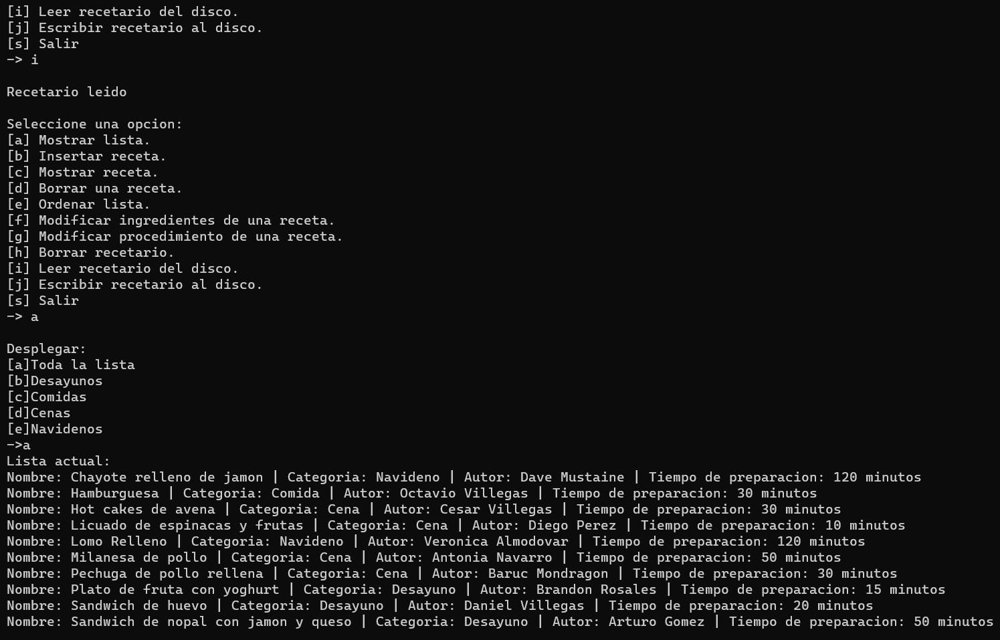 [i] Leer recetario del disco.
[j] Escribir recetario al disco.
[s] Salir
-> i
Recetario leido
Seleccione una opcion:
[a] Mostrar lista.
[b] Insertar receta.
[c] Mostrar receta.
[d] Borrar una receta.
[e] Ordenar lista.
[f] Modificar ingredientes de una receta.
[g] Modificar procedimiento de una receta.
[h] Borrar recetario.
[i] Leer recetario del disco.
[j] Escribir recetario al disco.
[s] Salir
-> a
Desplegar:
[a]Toda la lista
[b]Desayunos
[c]Comidas
[d]Cenas
[e]Navidenos
->a
Lista actual:
Nombre: Chayote relleno de jamon | Categoria: Navideno | Autor: Dave Mustaine | Tiempo de preparacion: 120 minutos
Nombre: Hamburguesa | Categoria: Comida | Autor: Octavio Villegas | Tiempo de preparacion: 30 minutos
Nombre: Hot cakes de avena | Categoria: Cena | Autor: Cesar Villegas | Tiempo de preparacion: 30 minutos
Nombre: Licuado de espinacas y frutas | Categoria: Cena | Autor: Diego Perez | Tiempo de preparacion: 10 minutos
Nombre: Lomo Relleno | Categoria: Navideno | Autor: Veronica Almodovar | Tiempo de preparacion: 120 minutos
Nombre: Milanesa de pollo | Categoria: Cena | Autor: Antonia Navarro | Tiempo de preparacion: 50 minutos
Nombre: Pechuga de pollo rellena | Categoria: Cena | Autor: Baruc Mondragon | Tiempo de preparacion: 30 minutos
Nombre: Plato de fruta con yoghurt | Categoria: Desayuno | Autor: Brandon Rosales | Tiempo de preparacion: 15 minutos
Nombre: Sandwich de huevo | Categoria: Desayuno | Autor: Daniel Villegas | Tiempo de preparacion: 20 minutos
Nombre: Sandwich de nopal con jamon y queso | Categoria: Desayuno | Autor: Arturo Gomez | Tiempo de preparacion: 50 minutos